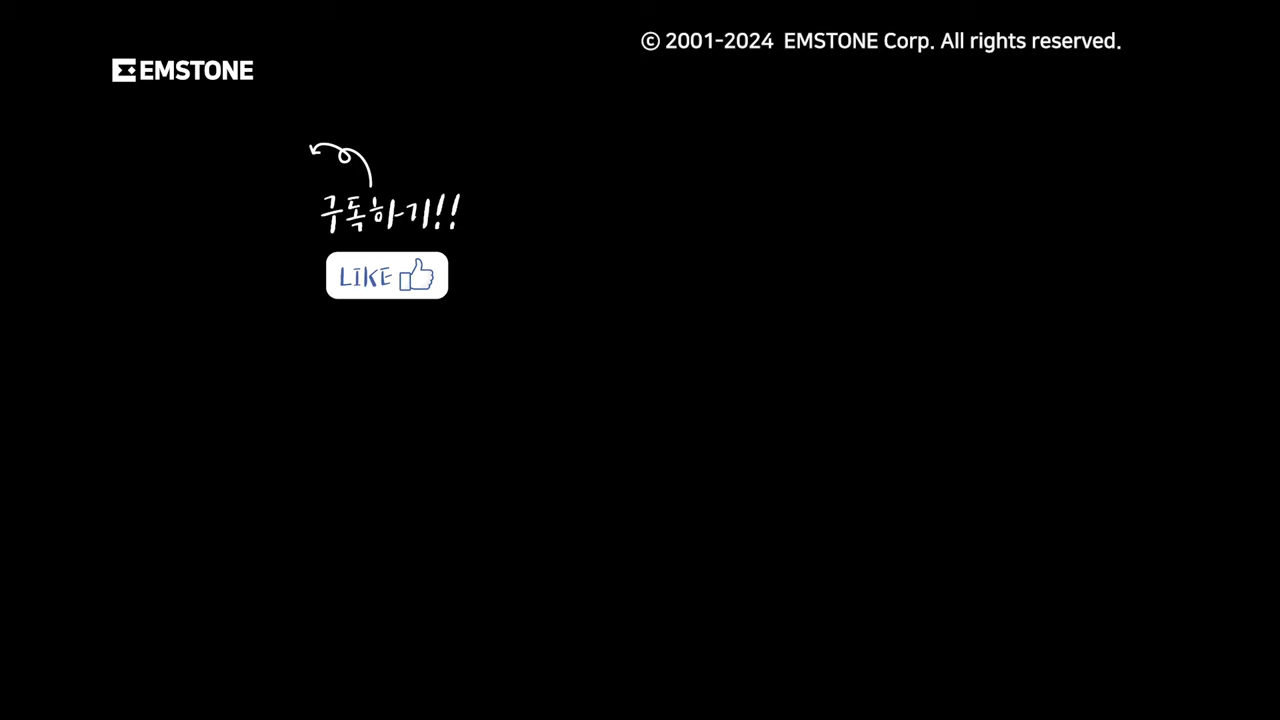 © 2001-2024 EMSTONE Corp. All rights reserved.
EMSTONE
구독하기!!
LIKE